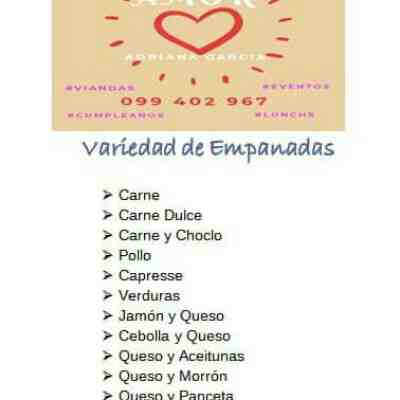 AMOR
ADRIANA GARCIA
#VIANDAS #EVENTOS
099 402 967
#CUMPLEAÑOS #LUNCHS
Variedad de Empanadas
➢ Carne
➢ Carne Dulce
➢ Carne y Choclo
➢ Pollo
➢ Capresse
➢ Verduras
➢ Jamón y Queso
➢ Cebolla y Queso
➢ Queso y Aceitunas
➢ Queso y Morrón
➢ Queso y Panceta